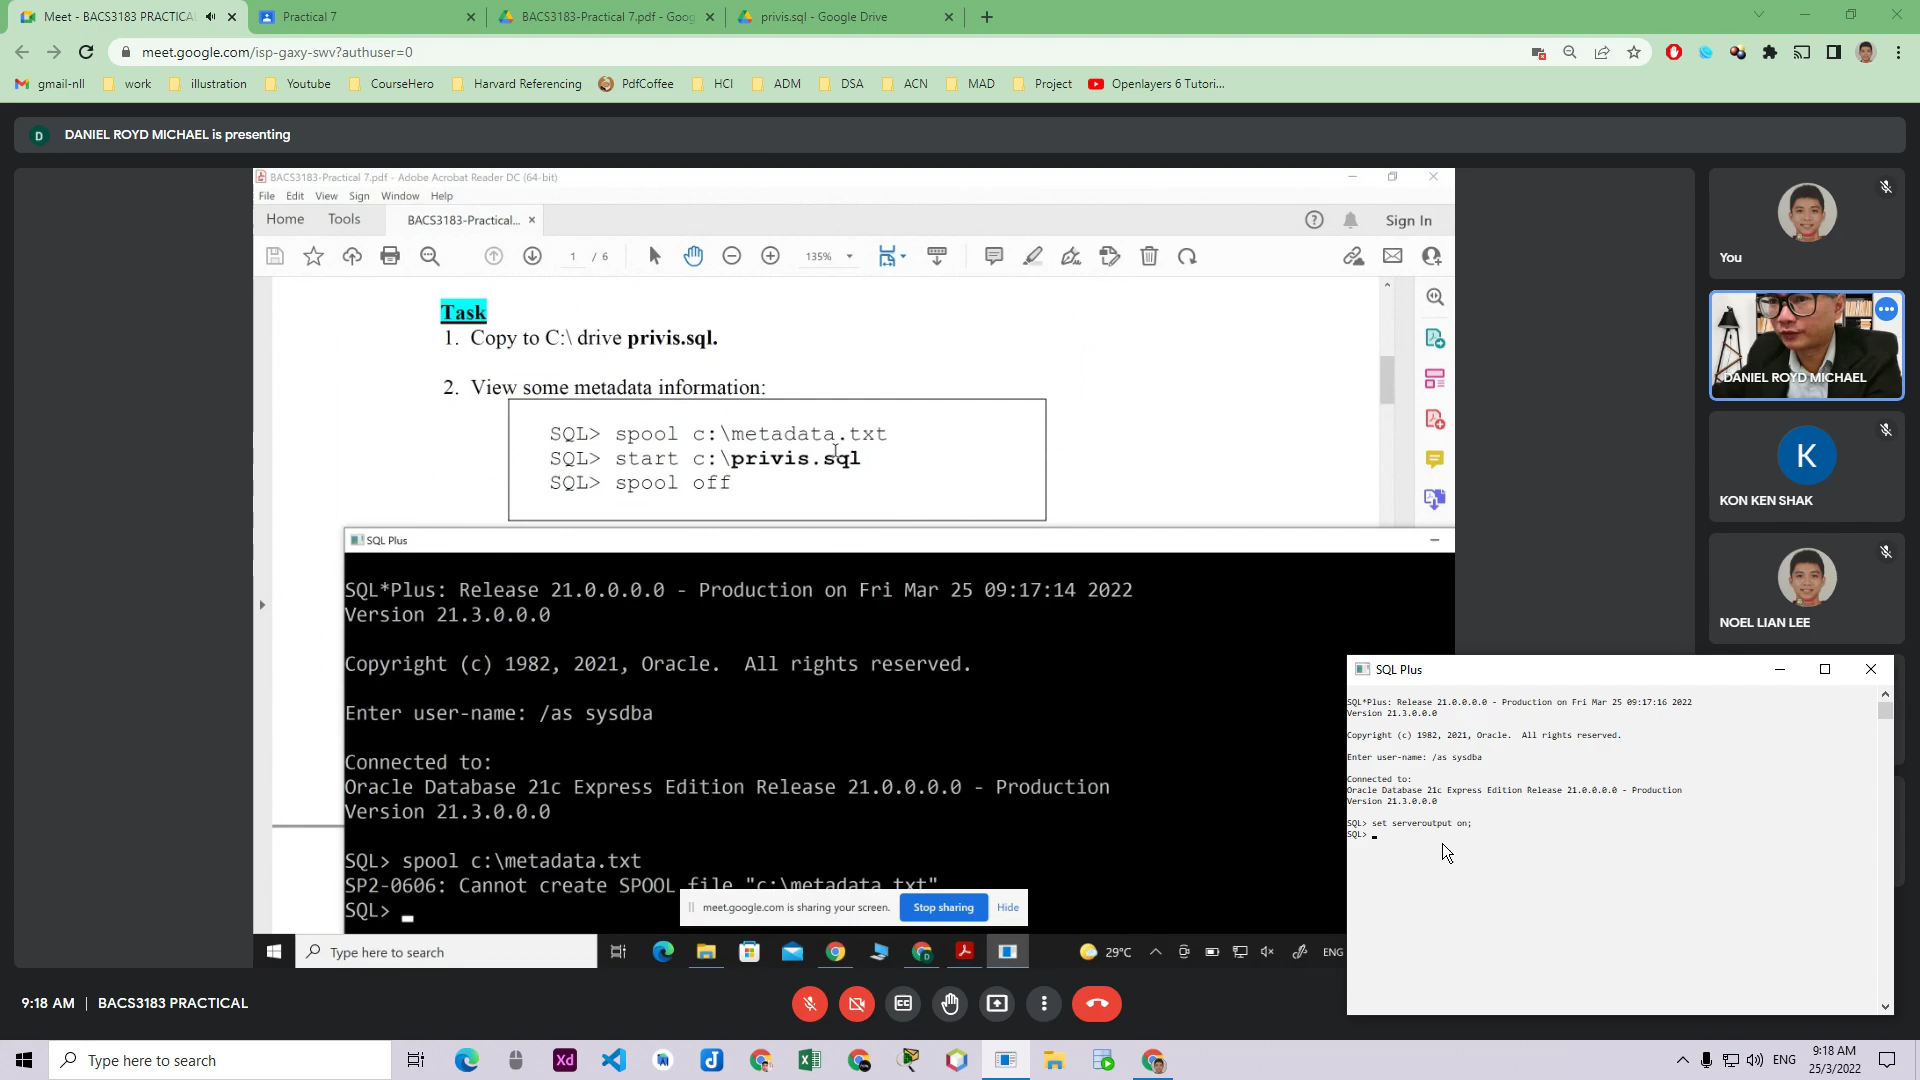 Meet - BACS3183 PRACTICA
Practical 7
BACS3183-Practical 7.pdf - Goog
privis.sql - Google Drive
meet.google.com/isp-gaxy-swv?authuser=0
gmail-nll
work
illustration
Youtube
CourseHero
Harvard Referencing
PdfCoffee
HCI
ADM
DSA
ACN
MAD
Project
Openlayers 6 Tutori...
D
DANIEL ROYD MICHAEL is presenting
BACS3183-Practical 7.pdf - Adobe Acrobat Reader DC (64-bit)
File Edit View Sign Window Help
Home
Tools
BACS3183-Practical...
Sign In
1 / 6
135%
Task
1. Copy to C:\ drive privis.sql.
2. View some metadata information:
SQL> spool c:\metadata.txt
SQL> start c:\privis.sql
SQL> spool off
SQL Plus
SQL*Plus: Release 21.0.0.0.0 - Production on Fri Mar 25 09:17:14 2022
Version 21.3.0.0.0
Copyright (c) 1982, 2021, Oracle.  All rights reserved.
Enter user-name: /as sysdba
Connected to:
Oracle Database 21c Express Edition Release 21.0.0.0.0 - Production
Version 21.3.0.0.0
SQL> spool c:\metadata.txt
SP2-0606: Cannot create SPOOL file "c:\metadata.txt"
SQL>
meet.google.com is sharing your screen.
Stop sharing
Hide
Type here to search
29°C
ENG
You
DANIEL ROYD MICHAEL
K
KON KEN SHAK
NOEL LIAN LEE
SQL Plus
SQL*Plus: Release 21.0.0.0.0 - Production on Fri Mar 25 09:17:16 2022
Version 21.3.0.0.0
Copyright (c) 1982, 2021, Oracle.  All rights reserved.
Enter user-name: /as sysdba
Connected to:
Oracle Database 21c Express Edition Release 21.0.0.0.0 - Production
Version 21.3.0.0.0
SQL> set serveroutput on;
SQL>
9:18 AM | BACS3183 PRACTICAL
Type here to search
Xd
ENG
9:18 AM
25/3/2022